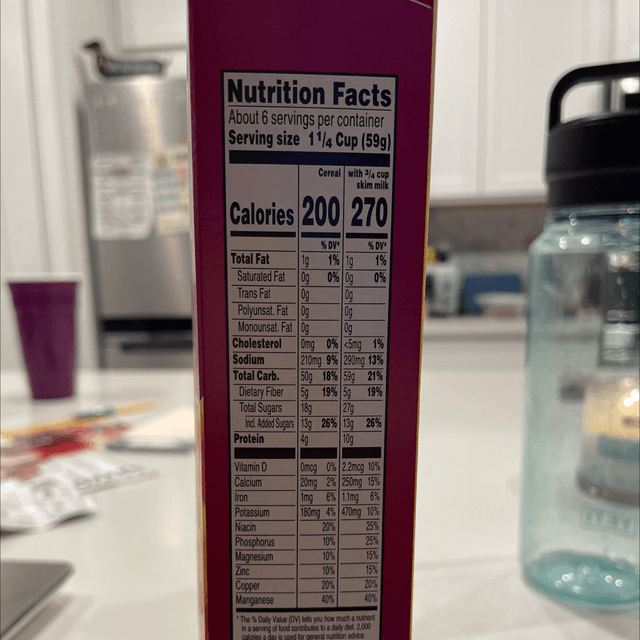 Nutrition Facts
About 6 servings per container
Serving size 1 1/4 Cup (59g)
Cereal with 3/4 cup skim milk
Calories 200 270
% DV* % DV*
Total Fat 1g 1% 1g 1%
Saturated Fat 0g 0% 0g 0%
Trans Fat 0g 0g
Polyunsat. Fat 0g 0g
Monounsat. Fat 0g 0g
Cholesterol 0mg 0% <5mg 1%
Sodium 210mg 9% 290mg 13%
Total Carb. 50g 18% 59g 21%
Dietary Fiber 5g 19% 5g 19%
Total Sugars 18g 27g
Incl. Added Sugars 13g 26% 13g 26%
Protein 4g 10g
Vitamin D 0mcg 0% 2.2mcg 10%
Calcium 20mg 2% 250mg 15%
Iron 1mg 6% 1.1mg 6%
Potassium 180mg 4% 470mg 10%
Niacin 20% 25%
Phosphorus 10% 25%
Magnesium 10% 15%
Zinc 10% 15%
Copper 20% 20%
Manganese 40% 40%
* The % Daily Value (DV) tells you how much a nutrient
in a serving of food contributes to a daily diet. 2,000
calories a day is used for general nutrition advice.